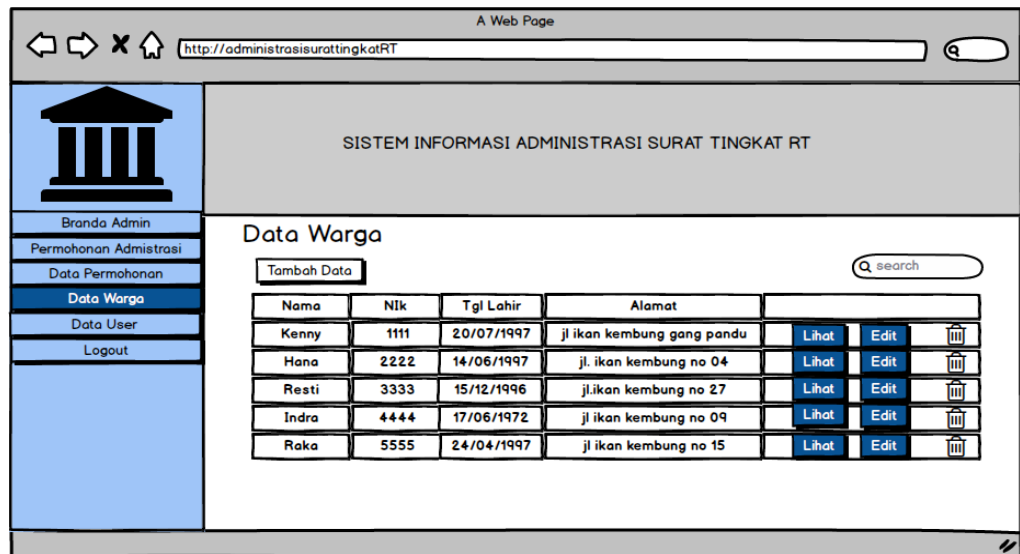 A Web Page
http://administrasisurattingkatRT
SISTEM INFORMASI ADMINISTRASI SURAT TINGKAT RT
Branda Admin
Permohonan Admistrasi
Data Permohonan
Data Warga
Data User
Logout
Data Warga
Tambah Data
search
Nama NIk Tgl Lahir Alamat
Kenny 1111 20/07/1997 jl ikan kembung gang pandu Lihat Edit
Hana 2222 14/06/1997 jl. ikan kembung no 04 Lihat Edit
Resti 3333 15/12/1996 jl.ikan kembung no 27 Lihat Edit
Indra 4444 17/06/1972 jl ikan kembung no 09 Lihat Edit
Raka 5555 24/04/1997 jl ikan kembung no 15 Lihat Edit